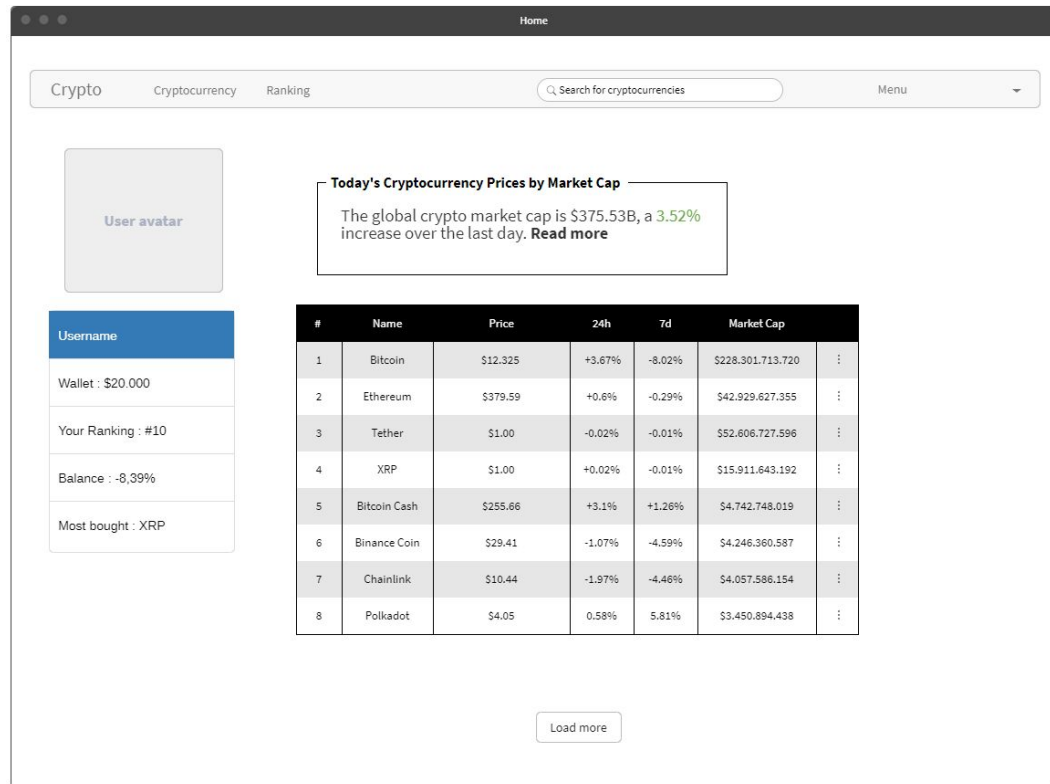 Home
Crypto Cryptocurrency Ranking Search for cryptocurrencies Menu
User avatar
Today's Cryptocurrency Prices by Market Cap
The global crypto market cap is $375.53B, a 3.52%
increase over the last day. Read more
Username
Wallet : $20.000
Your Ranking : #10
Balance : -8,39%
Most bought : XRP
# Name Price 24h 7d Market Cap
1 Bitcoin $12.325 +3.67% -8.02% $228.301.713.720
2 Ethereum $379.59 +0.6% -0.29% $42.929.627.355
3 Tether $1.00 -0.02% -0.01% $52.606.727.596
4 XRP $1.00 +0.02% -0.01% $15.911.643.192
5 Bitcoin Cash $255.66 +3.1% +1.26% $4.742.748.019
6 Binance Coin $29.41 -1.07% -4.59% $4.246.360.587
7 Chainlink $10.44 -1.97% -4.46% $4.057.586.154
8 Polkadot $4.05 0.58% 5.81% $3.450.894.438
Load more